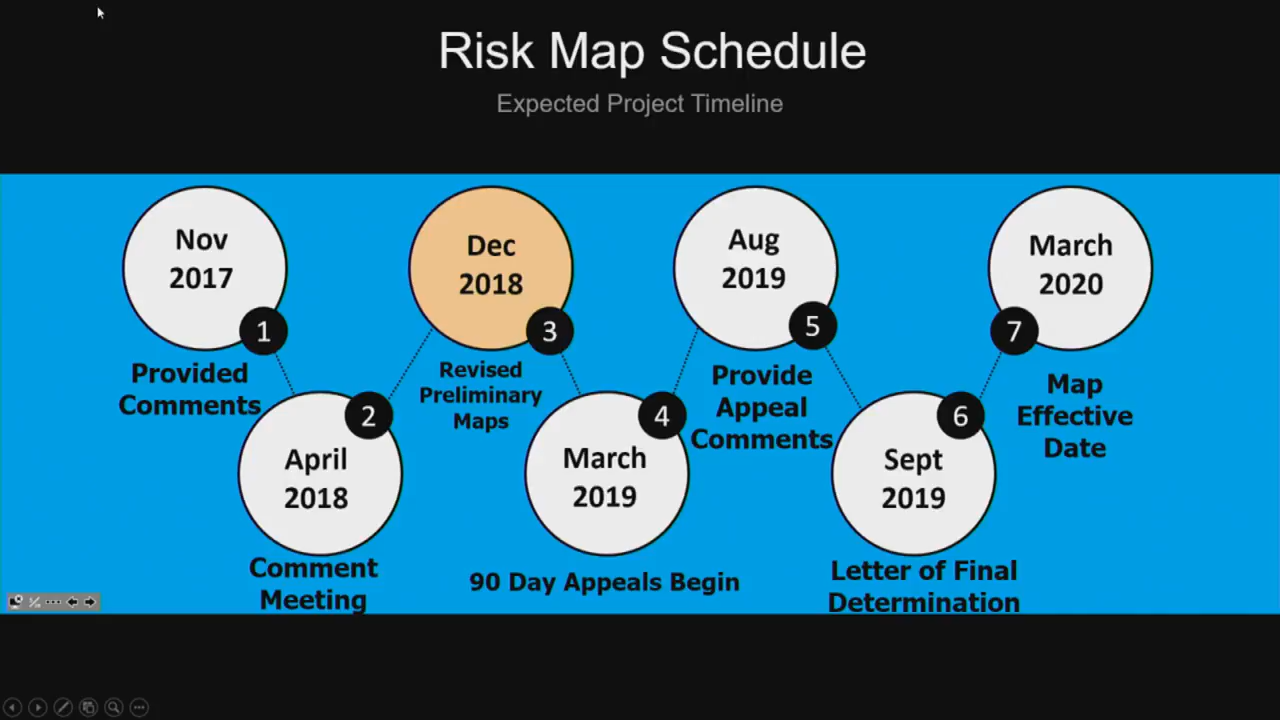 Risk Map Schedule
Expected Project Timeline
Nov
2017
1
Provided
Comments
April
2018
2
Comment
Meeting
Dec
2018
3
Revised
Preliminary
Maps
March
2019
4
90 Day Appeals Begin
Aug
2019
5
Provide
Appeal
Comments
Sept
2019
6
Letter of Final
Determination
March
2020
7
Map
Effective
Date